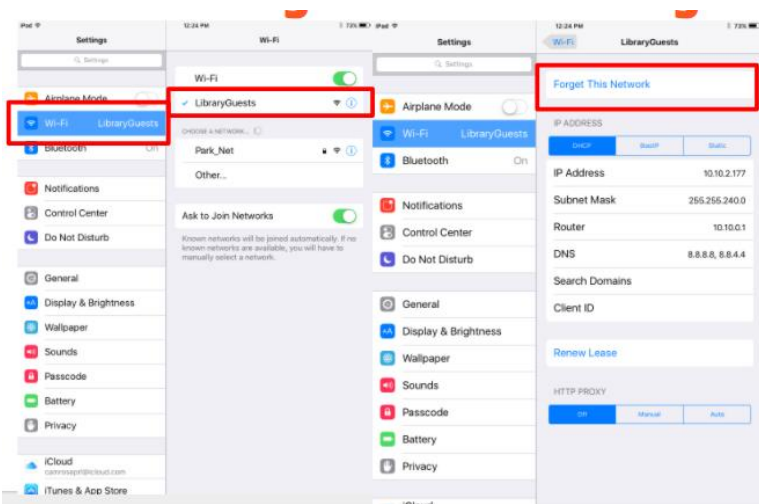 iPad
12:24 PM
73%
Settings
Wi-Fi
Settings
Airplane Mode
Wi-Fi LibraryGuests
Bluetooth On
Notifications
Control Center
Do Not Disturb
General
Display & Brightness
Wallpaper
Sounds
Passcode
Battery
Privacy
iCloud
iTunes & App Store
Wi-Fi
LibraryGuests
CHOOSE A NETWORK...
Park_Net
Other...
Ask to Join Networks
Known networks will be joined automatically. If no
known networks are available, you will have to
manually select a network.
iPad
Settings
Settings
Airplane Mode
Wi-Fi LibraryGuests
Bluetooth On
Notifications
Control Center
Do Not Disturb
General
Display & Brightness
Wallpaper
Sounds
Passcode
Battery
Privacy
12:24 PM
73%
Wi-Fi LibraryGuests
Forget This Network
IP ADDRESS
DHCP BootP Static
IP Address 10.10.2.177
Subnet Mask 255.255.240.0
Router 10.10.0.1
DNS 8.8.8.8, 8.8.4.4
Search Domains
Client ID
Renew Lease
HTTP PROXY
Off Manual Auto